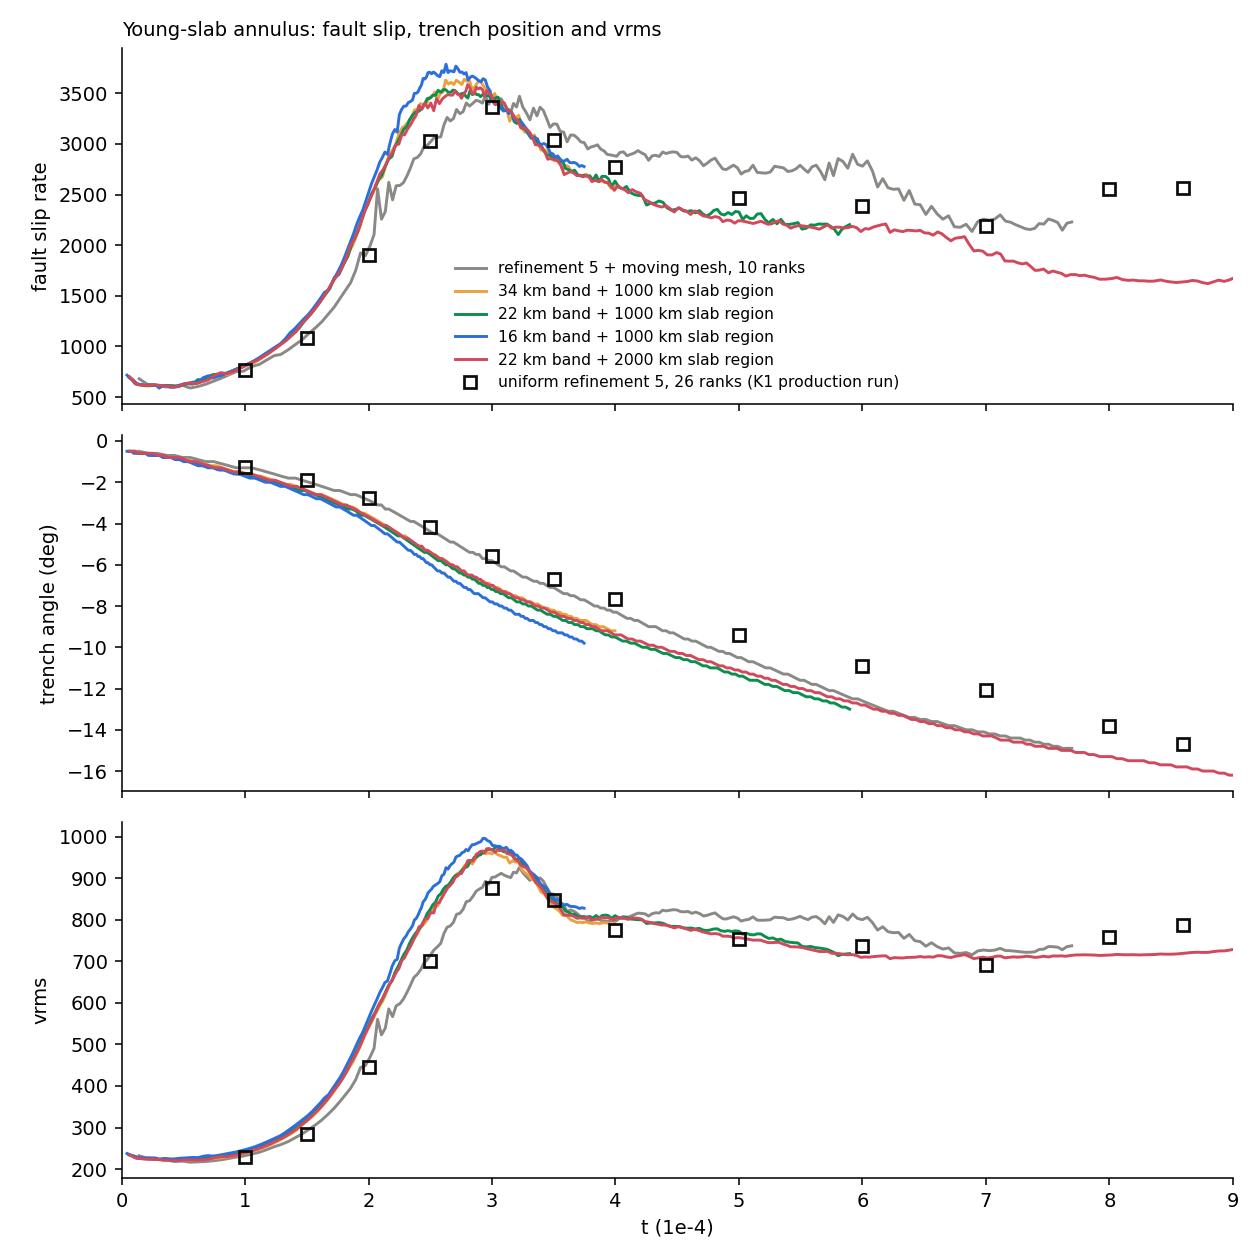 Young-slab annulus: fault slip, trench position and vrms
fault slip rate
3500
3000
2500
2000
1500
1000
500
refinement 5 + moving mesh, 10 ranks
34 km band + 1000 km slab region
22 km band + 1000 km slab region
16 km band + 1000 km slab region
22 km band + 2000 km slab region
uniform refinement 5, 26 ranks (K1 production run)
trench angle (deg)
0
−2
−4
−6
−8
−10
−12
−14
−16
vrms
1000
900
800
700
600
500
400
300
200
0 1 2 3 4 5 6 7 8 9
t (1e-4)